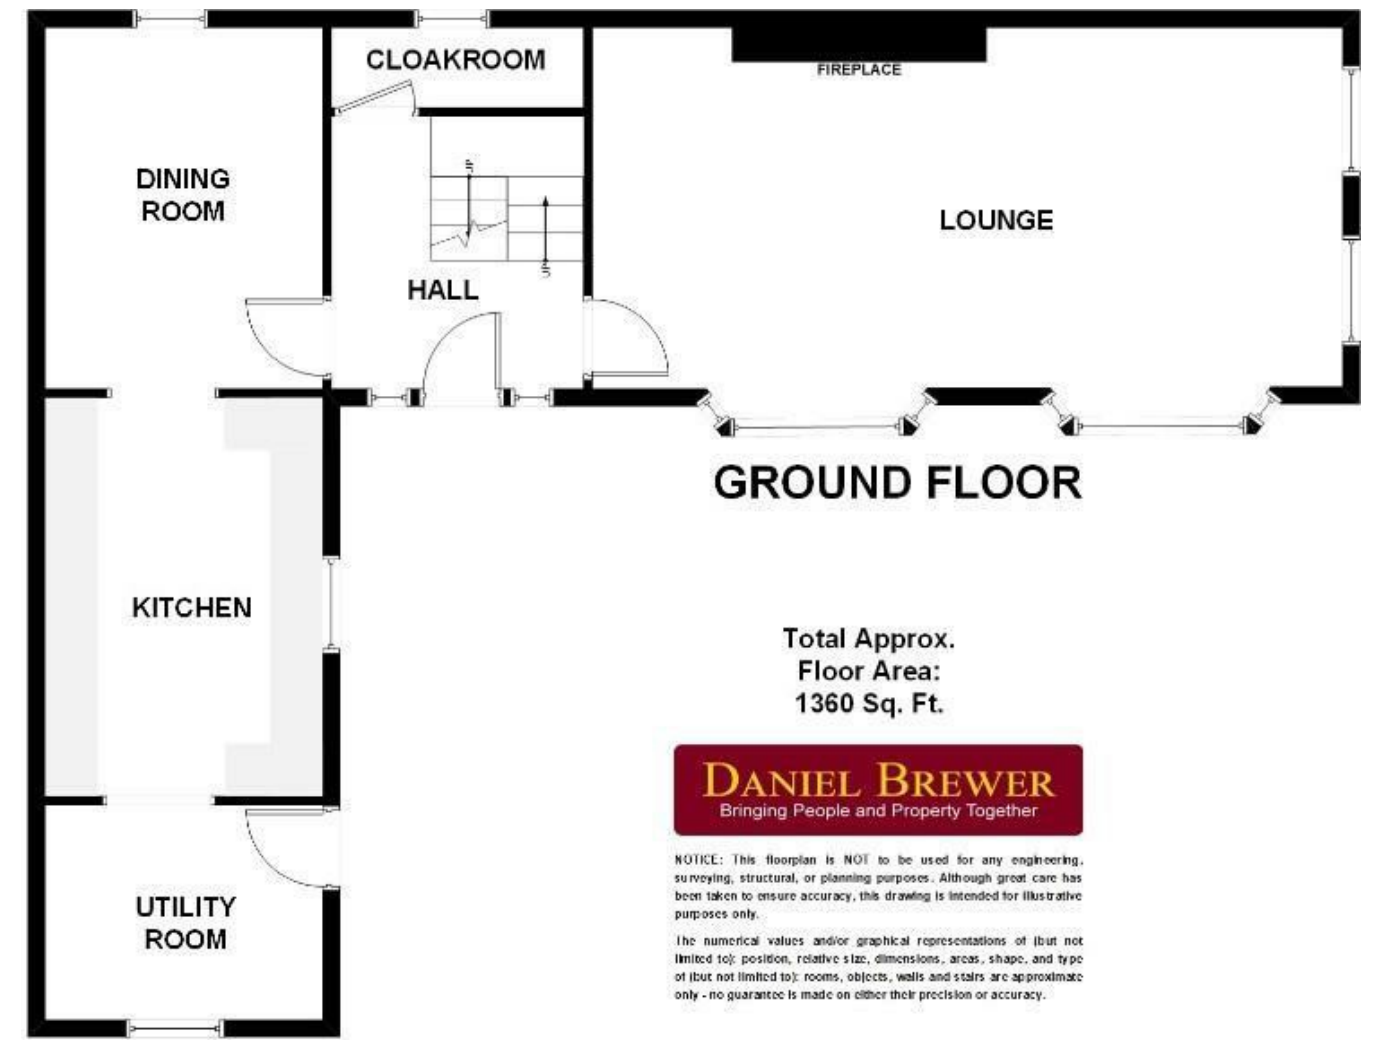 CLOAKROOM
FIREPLACE
DINING
ROOM
UP
LOUNGE
UP
HALL
GROUND FLOOR
KITCHEN
Total Approx.
Floor Area:
1360 Sq. Ft.
DANIEL BREWER
Bringing People and Property Together
NOTICE: This floorplan is NOT to be used for any engineering,
surveying, structural, or planning purposes. Although great care has
been taken to ensure accuracy, this drawing is intended for illustrative
purposes only.
UTILITY
ROOM
The numerical values and/or graphical representations of (but not
limited to): position, relative size, dimensions, areas, shape, and type
of (but not limited to): rooms, objects, walls and stairs are approximate
only - no guarantee is made on either their precision or accuracy.